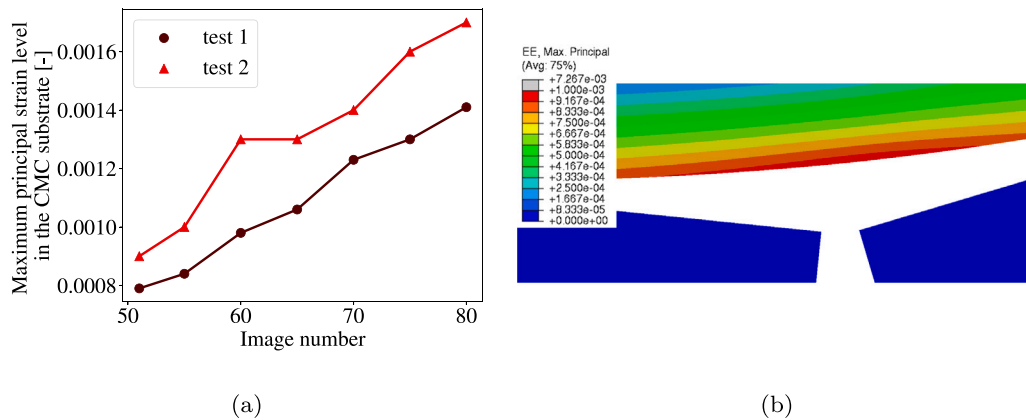 Maximum principal strain level
in the CMC substrate [-]
0.0016
0.0014
0.0012
0.0010
0.0008
test 1
test 2
50
60
70
80
Image number
(a)
EE, Max. Principal
(Avg: 75%)
+7.267e-03
+1.000e-03
+9.167e-04
+8.333e-04
+7.500e-04
+6.667e-04
+5.833e-04
+5.000e-04
+4.167e-04
+3.333e-04
+2.500e-04
+1.667e-04
+8.333e-05
+0.000e+00
(b)